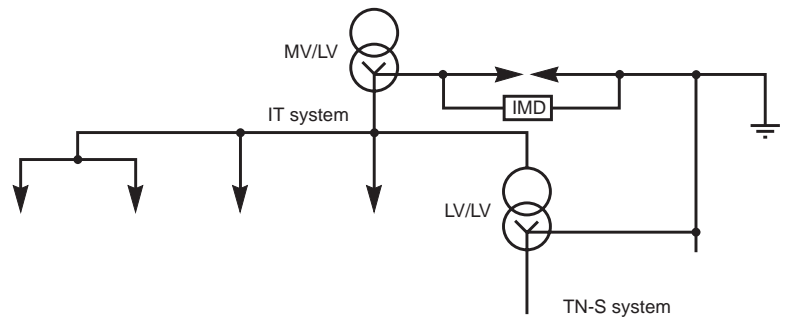 MV/LV
IMD
IT system
LV/LV
TN-S system